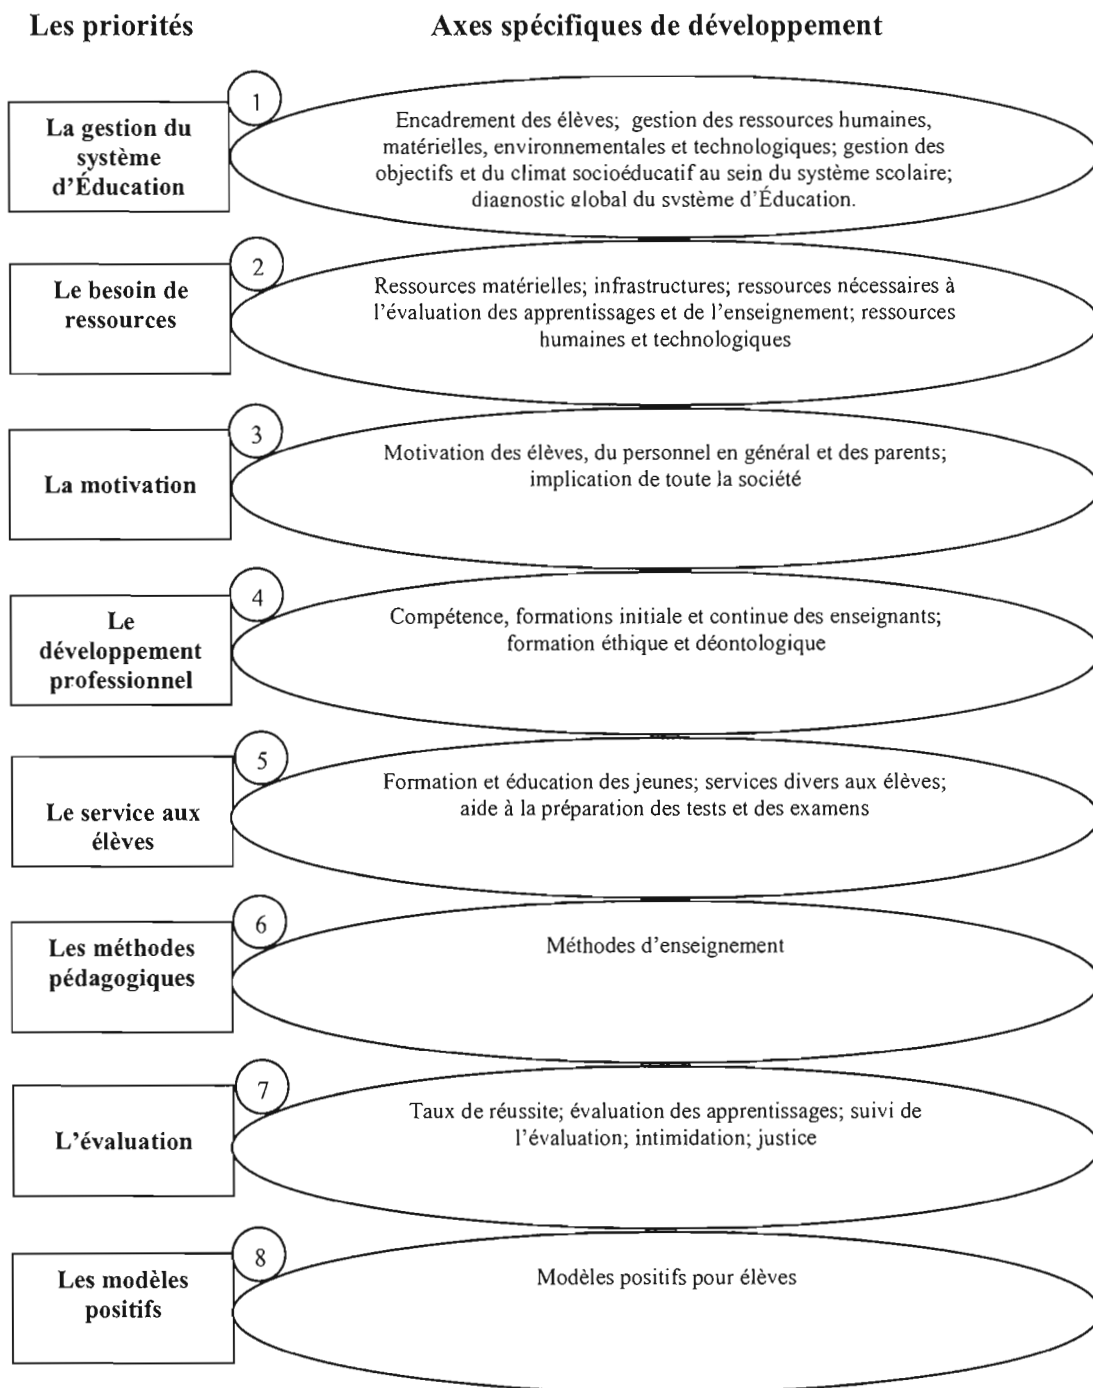 Les priorités
Axes spécifiques de développement
1
La gestion du
système
d'Éducation
Encadrement des élèves; gestion des ressources humaines,
matérielles, environnementales et technologiques; gestion des
objectifs et du climat socioéducatif au sein du système scolaire;
diagnostic global du système d'Éducation.
2
Le besoin de
ressources
Ressources matérielles; infrastructures; ressources nécessaires à
l'évaluation des apprentissages et de l'enseignement; ressources
humaines et technologiques
3
La motivation
Motivation des élèves, du personnel en général et des parents;
implication de toute la société
4
Le
développement
professionnel
Compétence, formations initiale et continue des enseignants;
formation éthique et déontologique
5
Le service aux
élèves
Formation et éducation des jeunes; services divers aux élèves;
aide à la préparation des tests et des examens
6
Les méthodes
pédagogiques
Méthodes d'enseignement
7
L'évaluation
Taux de réussite; évaluation des apprentissages; suivi de
l'évaluation; intimidation; justice
8
Les modèles
positifs
Modèles positifs pour élèves